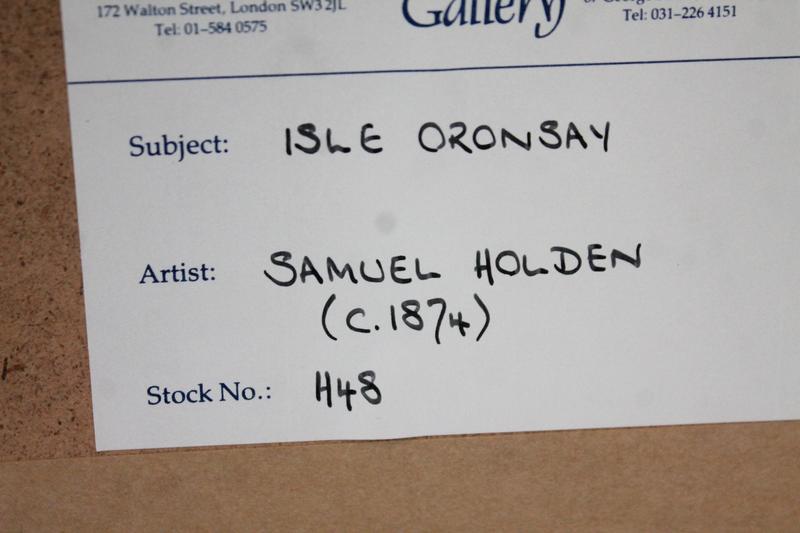 172 Walton Street, London SW3 2JL
Tel: 01–584 0575
Gallery
Tel: 031–226 4151
Subject: ISLE ORONSAY
Artist: SAMUEL HOLDEN
(C. 1874)
Stock No.: H48